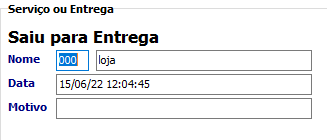 Serviço ou Entrega
Saiu para Entrega
Nome 000 loja
Data 15/06/22 12:04:45
Motivo